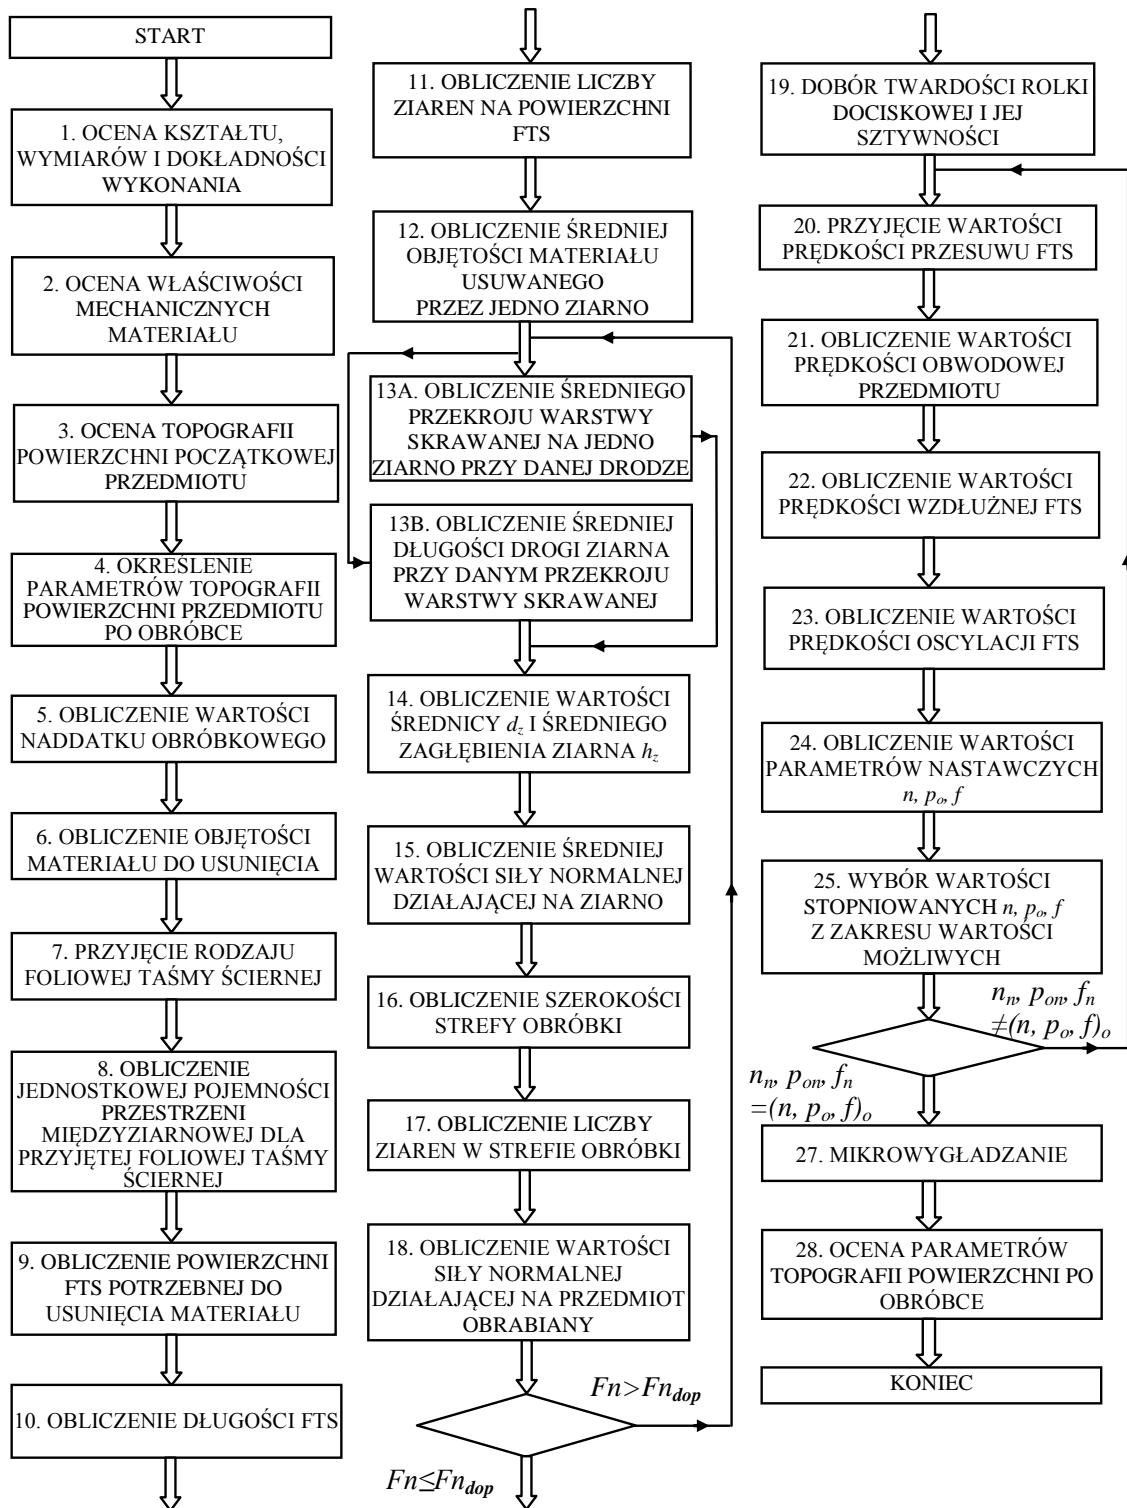 START
1. OCENA KSZTAŁTU,
WYMIARÓW I DOKŁADNOŚCI
WYKONANIA
2. OCENA WŁAŚCIWOŚCI
MECHANICZNYCH
MATERIAŁU
3. OCENA TOPOGRAFII
POWIERZCHNI POCZĄTKOWEJ
PRZEDMIOTU
4. OKREŚLENIE
PARAMETRÓW TOPOGRAFII
POWIERZCHNI PRZEDMIOTU
PO OBRÓBCE
5. OBLICZENIE WARTOŚCI
NADDATKU OBRÓBKOWEGO
6. OBLICZENIE OBJĘTOŚCI
MATERIAŁU DO USUNIĘCIA
7. PRZYJĘCIE RODZAJU
FOLIOWEJ TAŚMY ŚCIERNEJ
8. OBLICZENIE
JEDNOSTKOWEJ POJEMNOŚCI
PRZESTRZENI
MIĘDZYZIARNOWEJ DLA
PRZYJĘTEJ FOLIOWEJ TAŚMY
ŚCIERNEJ
9. OBLICZENIE POWIERZCHNI
FTS POTRZEBNEJ DO
USUNIĘCIA MATERIAŁU
10. OBLICZENIE DŁUGOŚCI FTS
11. OBLICZENIE LICZBY
ZIAREN NA POWIERZCHNI
FTS
12. OBLICZENIE ŚREDNIEJ
OBJĘTOŚCI MATERIAŁU
USUWANEGO
PRZEZ JEDNO ZIARNO
13A. OBLICZENIE ŚREDNIEGO
PRZEKROJU WARSTWY
SKRAWANEJ NA JEDNO
ZIARNO PRZY DANEJ DRODZE
13B. OBLICZENIE ŚREDNIEJ
DŁUGOŚCI DROGI ZIARNA
PRZY DANYM PRZEKROJU
WARSTWY SKRAWANEJ
14. OBLICZENIE WARTOŚCI
ŚREDNICY d_z I ŚREDNIEGO
ZAGŁĘBIENIA ZIARNA h_z
15. OBLICZENIE ŚREDNIEJ
WARTOŚCI SIŁY NORMALNEJ
DZIAŁAJĄCEJ NA ZIARNO
16. OBLICZENIE SZEROKOŚCI
STREFY OBRÓBKI
17. OBLICZENIE LICZBY
ZIAREN W STREFIE OBRÓBKI
18. OBLICZENIE WARTOŚCI
SIŁY NORMALNEJ
DZIAŁAJĄCEJ NA PRZEDMIOT
OBRABIANY
Fn>Fn_dop
Fn≤Fn_dop
19. DOBÓR TWARDOŚCI ROLKI
DOCISKOWEJ I JEJ
SZTYWNOŚCI
20. PRZYJĘCIE WARTOŚCI
PRĘDKOŚCI PRZESUWU FTS
21. OBLICZENIE WARTOŚCI
PRĘDKOŚCI OBWODOWEJ
PRZEDMIOTU
22. OBLICZENIE WARTOŚCI
PRĘDKOŚCI WZDŁUŻNEJ FTS
23. OBLICZENIE WARTOŚCI
PRĘDKOŚCI OSCYLACJI FTS
24. OBLICZENIE WARTOŚCI
PARAMETRÓW NASTAWCZYCH
n, p_o, f
25. WYBÓR WARTOŚCI
STOPNIOWANYCH n, p_o, f
Z ZAKRESU WARTOŚCI
MOŻLIWYCH
n_n, p_on, f_n
≠(n, p_o, f)_o
n_n, p_on, f_n
=(n, p_o, f)_o
27. MIKROWYGŁADZANIE
28. OCENA PARAMETRÓW
TOPOGRAFII POWIERZCHNI PO
OBRÓBCE
KONIEC